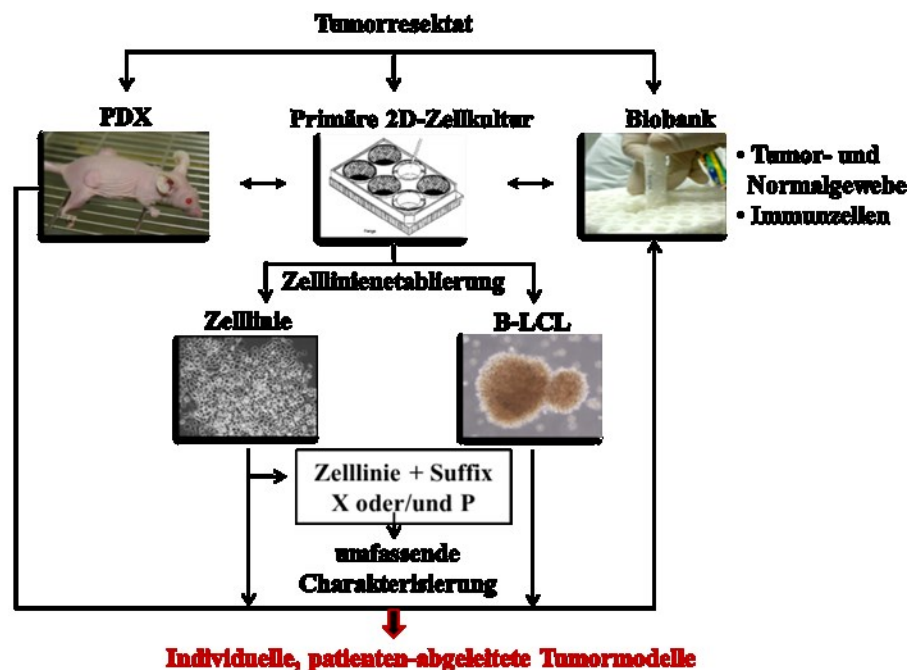 Tumorresektat
PDX
Primäre 2D-Zellkultur
Biobank
• Tumor- und
Normalgewebe
• Immunzellen
Zelllinienetablierung
Zelllinie
B-LCL
Zelllinie + Suffix
X oder/und P
umfassende
Charakterisierung
Individuelle, patienten-abgeleitete Tumormodelle